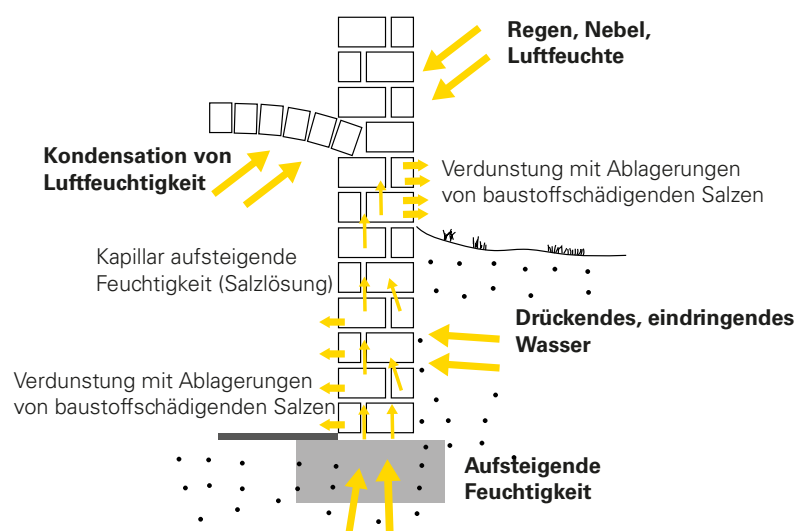 Regen, Nebel,
Luftfeuchte
Kondensation von
Luftfeuchtigkeit
Verdunstung mit Ablagerungen
von baustoffschädigenden Salzen
Kapillar aufsteigende
Feuchtigkeit (Salzlösung)
Drückendes, eindringendes
Wasser
Verdunstung mit Ablagerungen
von baustoffschädigenden Salzen
Aufsteigende
Feuchtigkeit